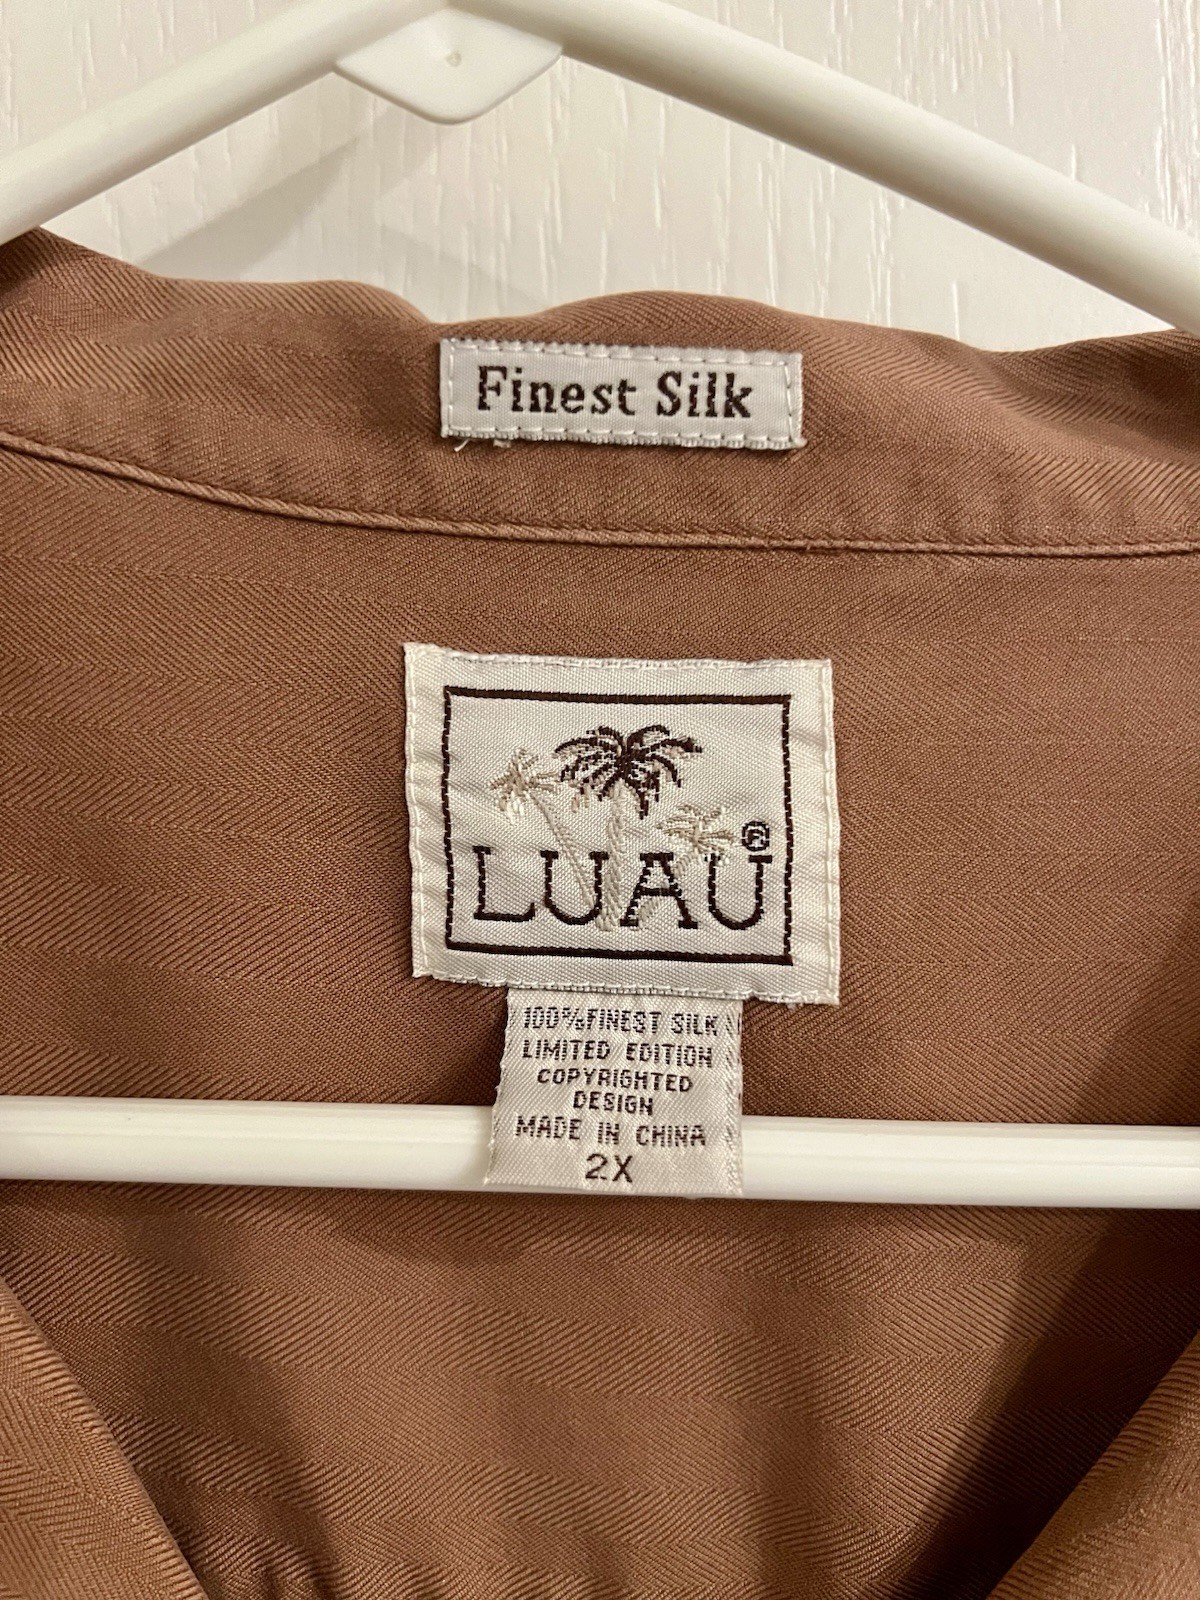 Finest Silk
LUAU®
100% FINEST SILK
LIMITED EDITION
COPYRIGHTED
DESIGN
MADE IN CHINA
2X